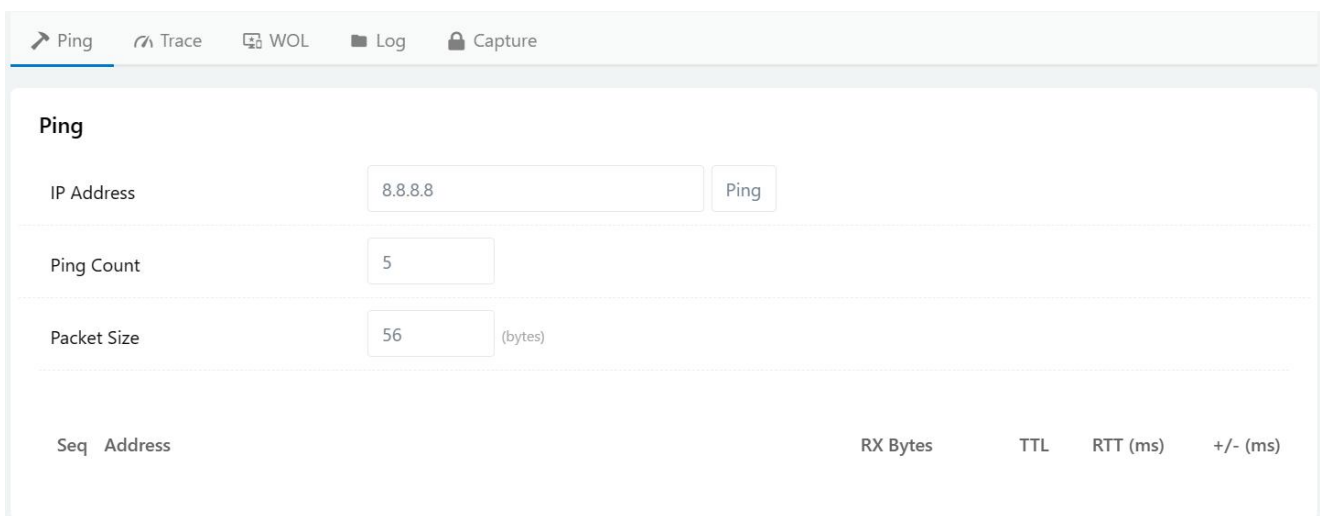 Ping Trace WOL Log Capture
Ping
IP Address 8.8.8.8 Ping
Ping Count 5
Packet Size 56 (bytes)
Seq Address RX Bytes TTL RTT (ms) +/- (ms)